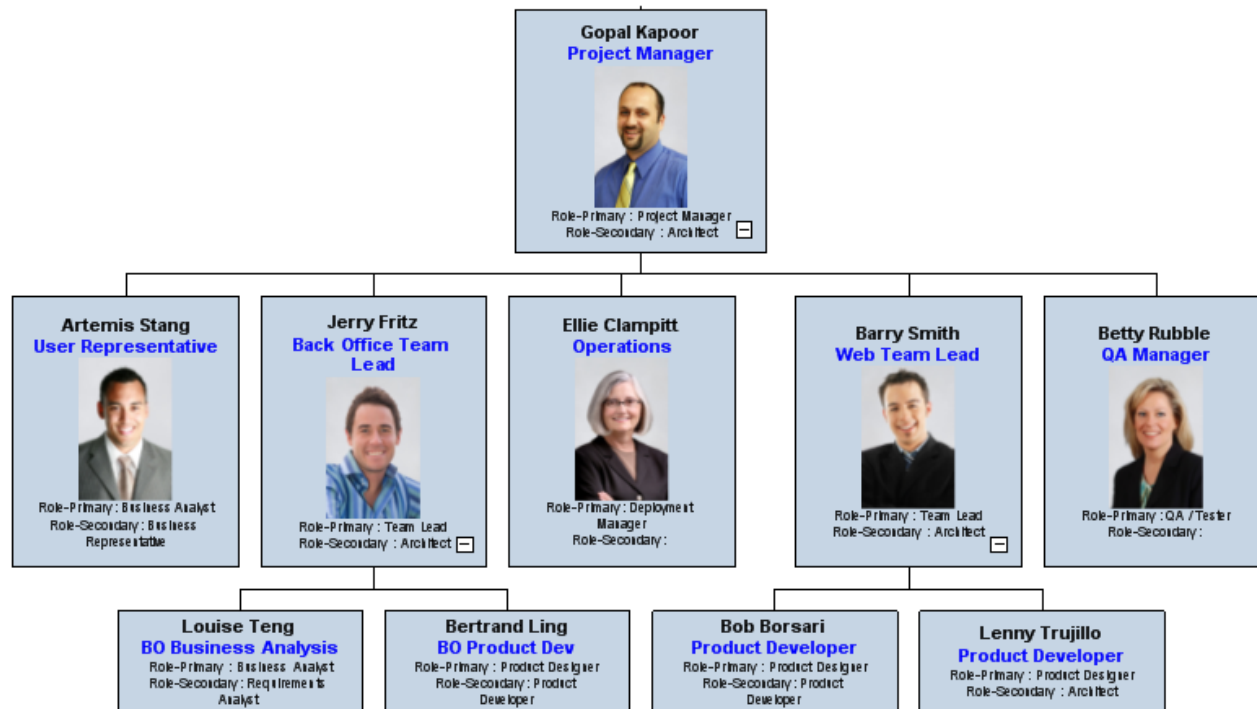 Gopal Kapoor
Project Manager
Role-Primary : Project Manager
Role-Secondary : Architect
Artemis Stang
User Representative
Role-Primary : Business Analyst
Role-Secondary : Business
Representative
Jerry Fritz
Back Office Team
Lead
Role-Primary : Team Lead
Role-Secondary : Architect
Ellie Clampitt
Operations
Role-Primary : Deployment
Manager
Role-Secondary :
Barry Smith
Web Team Lead
Role-Primary : Team Lead
Role-Secondary : Architect
Betty Rubble
QA Manager
Role-Primary : QA / Tester
Role-Secondary :
Louise Teng
BO Business Analysis
Role-Primary : Business Analyst
Role-Secondary : Requirements
Analyst
Bertrand Ling
BO Product Dev
Role-Primary : Product Designer
Role-Secondary : Product
Developer
Bob Borsari
Product Developer
Role-Primary : Product Designer
Role-Secondary : Product
Developer
Lenny Trujillo
Product Developer
Role-Primary : Product Designer
Role-Secondary : Architect